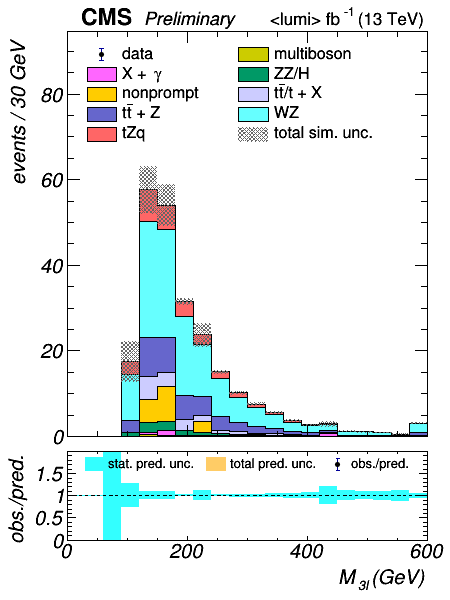 CMS Preliminary <lumi> fb⁻¹ (13 TeV)
events / 30 GeV
data
multiboson
X + γ
ZZ/H
nonprompt
tt̄/t + X
tt̄ + Z
WZ
tZq
total sim. unc.
80
60
40
20
0
obs./pred.
stat. pred. unc.
total pred. unc.
obs./pred.
1.5
1
0.5
0
0
200
400
600
M₃ₗ (GeV)